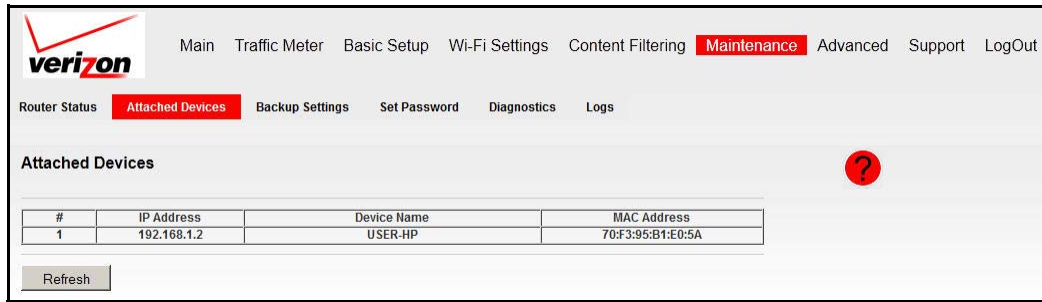 verizon
Main Traffic Meter Basic Setup Wi-Fi Settings Content Filtering Maintenance Advanced Support LogOut
Router Status Attached Devices Backup Settings Set Password Diagnostics Logs
Attached Devices
?
# IP Address Device Name MAC Address
1 192.168.1.2 USER-HP 70:F3:95:B1:E0:5A
Refresh